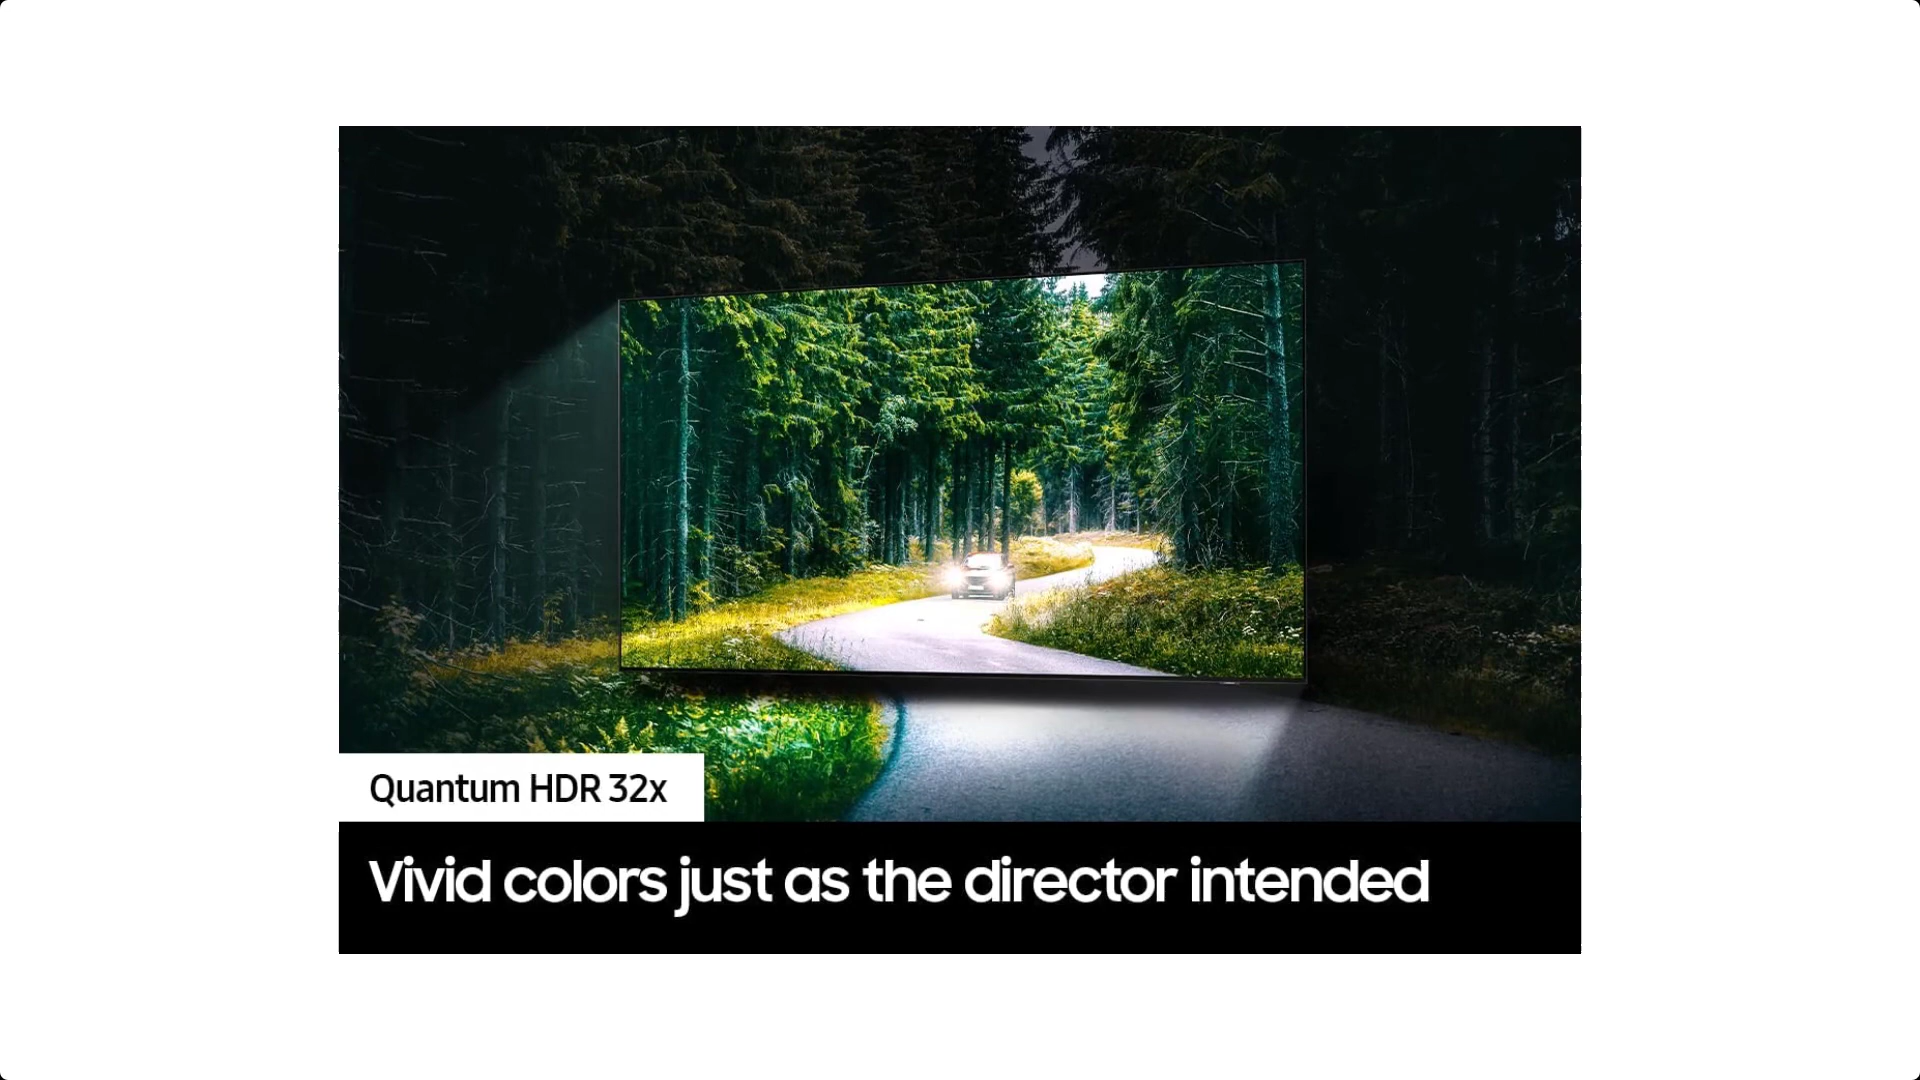 Quantum HDR 32x
Vivid colors just as the director intended